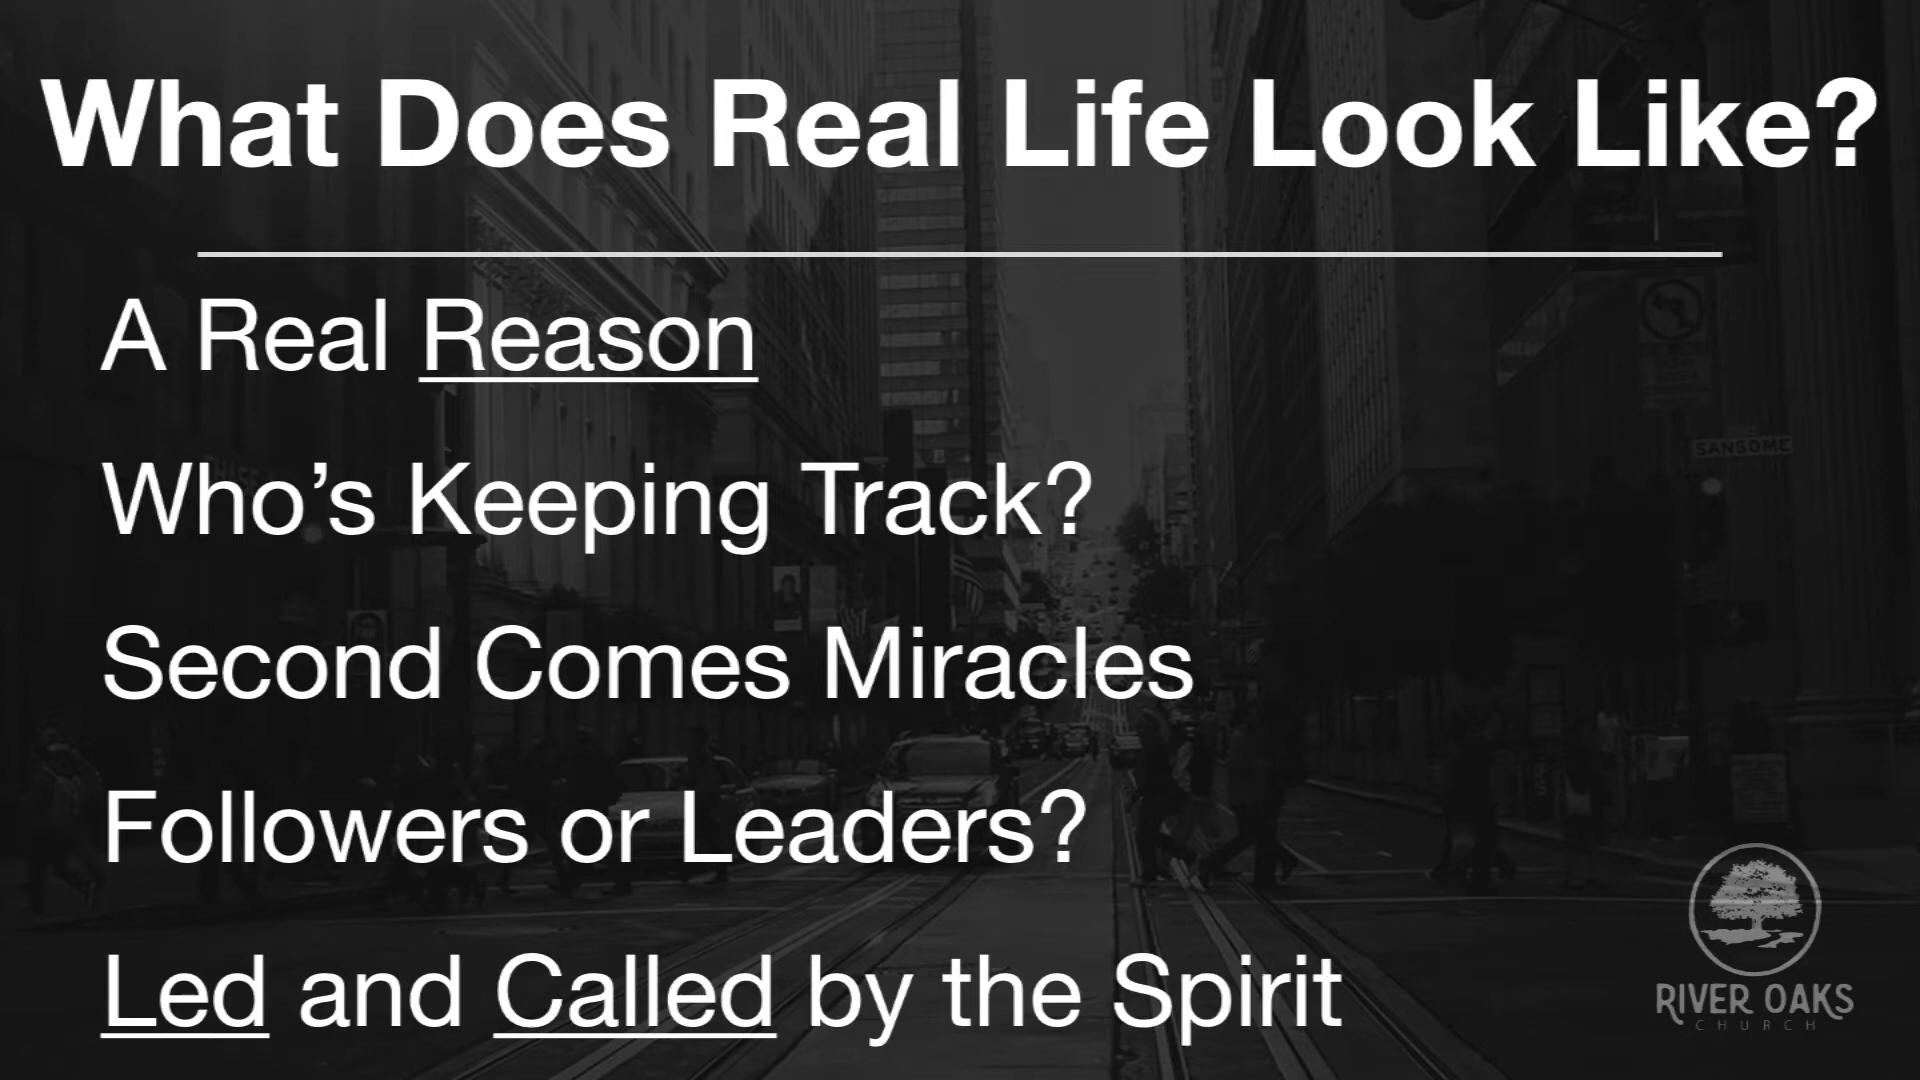 What Does Real Life Look Like?
A Real Reason
Who’s Keeping Track?
Second Comes Miracles
Followers or Leaders?
Led and Called by the Spirit
SANSOME
RIVER OAKS
CHURCH